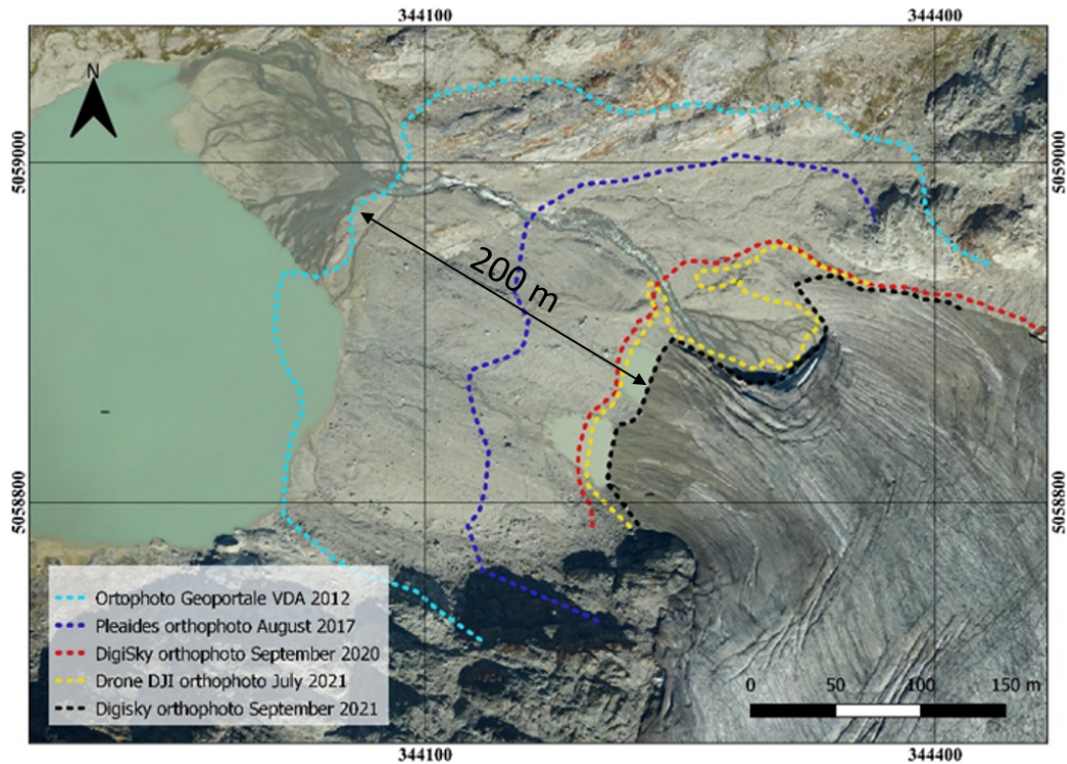 344100 344400
N
5059000 5059000
200 m
5058800 5058800
Ortophoto Geoportale VDA 2012
Pleaides orthophoto August 2017
DigiSky orthophoto September 2020
Drone DJI orthophoto July 2021
Digisky orthophoto September 2021
0 50 100 150 m
344100 344400